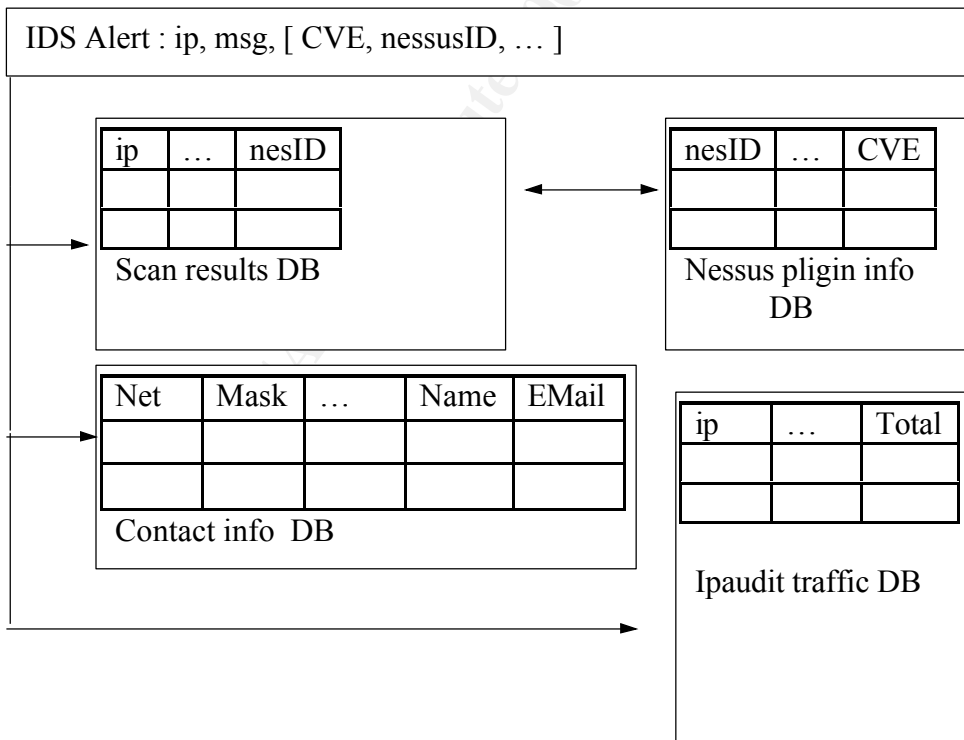 IDS Alert : ip, msg, [ CVE, nessusID, … ]
ip … nesID
Scan results DB
nesID … CVE
Nessus pligin info
DB
Net Mask … Name EMail
Contact info DB
ip … Total
Ipaudit traffic DB